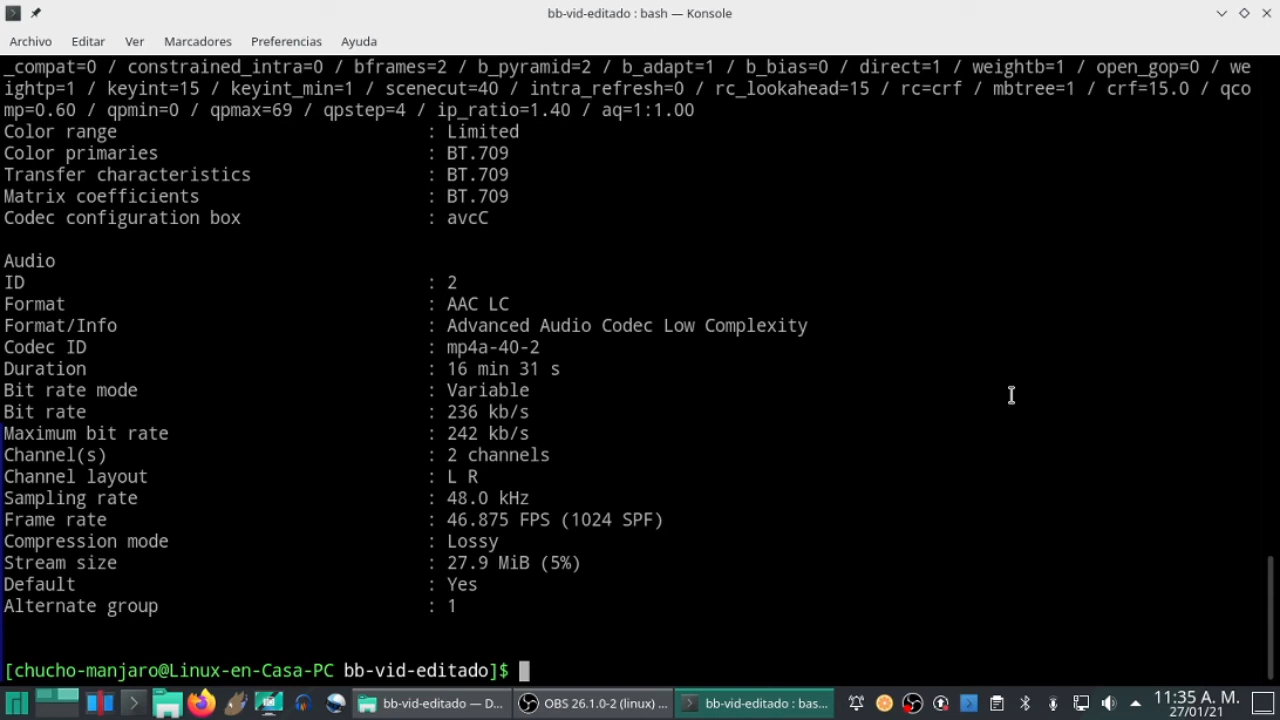 bb-vid-editado : bash — Konsole
Archivo Editar Ver Marcadores Preferencias Ayuda
_compat=0 / constrained_intra=0 / bframes=2 / b_pyramid=2 / b_adapt=1 / b_bias=0 / direct=1 / weightb=1 / open_gop=0 / we
ightp=1 / keyint=15 / keyint_min=1 / scenecut=40 / intra_refresh=0 / rc_lookahead=15 / rc=crf / mbtree=1 / crf=15.0 / qco
mp=0.60 / qpmin=0 / qpmax=69 / qpstep=4 / ip_ratio=1.40 / aq=1:1.00
Color range : Limited
Color primaries : BT.709
Transfer characteristics : BT.709
Matrix coefficients : BT.709
Codec configuration box : avcC
Audio
ID : 2
Format : AAC LC
Format/Info : Advanced Audio Codec Low Complexity
Codec ID : mp4a-40-2
Duration : 16 min 31 s
Bit rate mode : Variable
Bit rate : 236 kb/s
Maximum bit rate : 242 kb/s
Channel(s) : 2 channels
Channel layout : L R
Sampling rate : 48.0 kHz
Frame rate : 46.875 FPS (1024 SPF)
Compression mode : Lossy
Stream size : 27.9 MiB (5%)
Default : Yes
Alternate group : 1
[chucho-manjaro@Linux-en-Casa-PC bb-vid-editado]$
bb-vid-editado — D... OBS 26.1.0-2 (linux) ... bb-vid-editado : bas... 11:35 A. M.
27/01/21